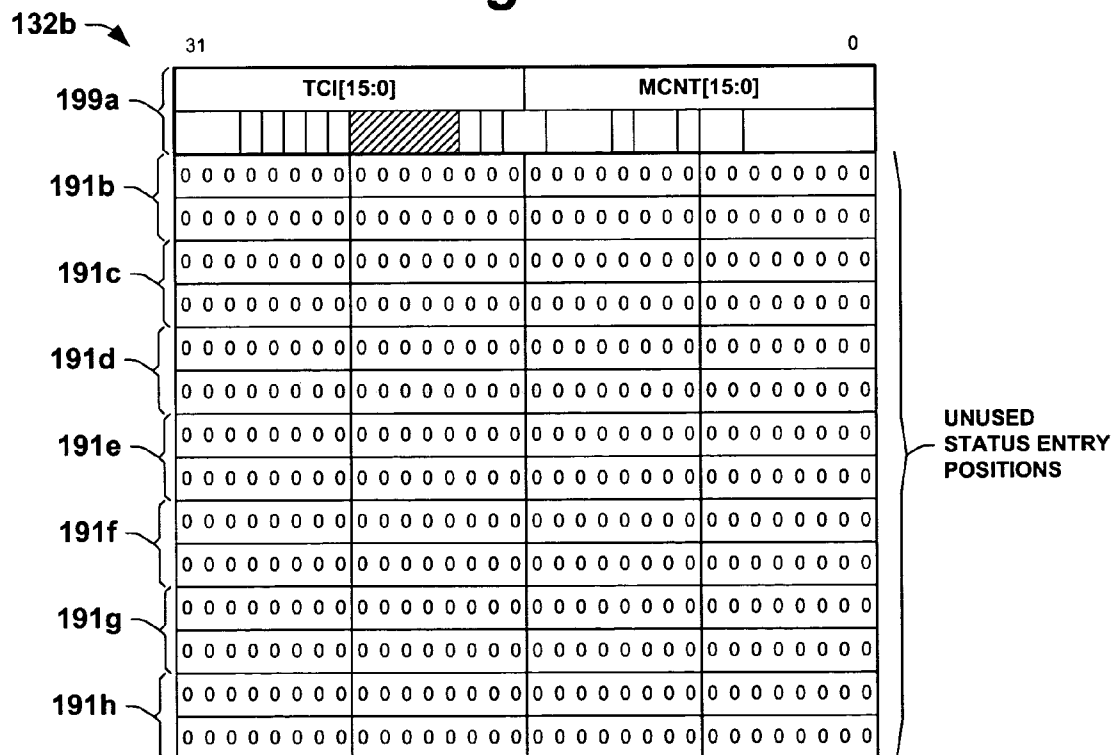 g
132b
31 0
TCI[15:0] MCNT[15:0]
199a
191b
0 0 0 0 0 0 0 0 0 0 0 0 0 0 0 0 0 0 0 0 0 0 0 0 0 0 0 0 0 0 0 0
0 0 0 0 0 0 0 0 0 0 0 0 0 0 0 0 0 0 0 0 0 0 0 0 0 0 0 0 0 0 0 0
191c
0 0 0 0 0 0 0 0 0 0 0 0 0 0 0 0 0 0 0 0 0 0 0 0 0 0 0 0 0 0 0 0
0 0 0 0 0 0 0 0 0 0 0 0 0 0 0 0 0 0 0 0 0 0 0 0 0 0 0 0 0 0 0 0
191d
0 0 0 0 0 0 0 0 0 0 0 0 0 0 0 0 0 0 0 0 0 0 0 0 0 0 0 0 0 0 0 0
0 0 0 0 0 0 0 0 0 0 0 0 0 0 0 0 0 0 0 0 0 0 0 0 0 0 0 0 0 0 0 0
191e
0 0 0 0 0 0 0 0 0 0 0 0 0 0 0 0 0 0 0 0 0 0 0 0 0 0 0 0 0 0 0 0
0 0 0 0 0 0 0 0 0 0 0 0 0 0 0 0 0 0 0 0 0 0 0 0 0 0 0 0 0 0 0 0
191f
0 0 0 0 0 0 0 0 0 0 0 0 0 0 0 0 0 0 0 0 0 0 0 0 0 0 0 0 0 0 0 0
0 0 0 0 0 0 0 0 0 0 0 0 0 0 0 0 0 0 0 0 0 0 0 0 0 0 0 0 0 0 0 0
191g
0 0 0 0 0 0 0 0 0 0 0 0 0 0 0 0 0 0 0 0 0 0 0 0 0 0 0 0 0 0 0 0
0 0 0 0 0 0 0 0 0 0 0 0 0 0 0 0 0 0 0 0 0 0 0 0 0 0 0 0 0 0 0 0
191h
0 0 0 0 0 0 0 0 0 0 0 0 0 0 0 0 0 0 0 0 0 0 0 0 0 0 0 0 0 0 0 0
0 0 0 0 0 0 0 0 0 0 0 0 0 0 0 0 0 0 0 0 0 0 0 0 0 0 0 0 0 0 0 0
UNUSED
STATUS ENTRY
POSITIONS